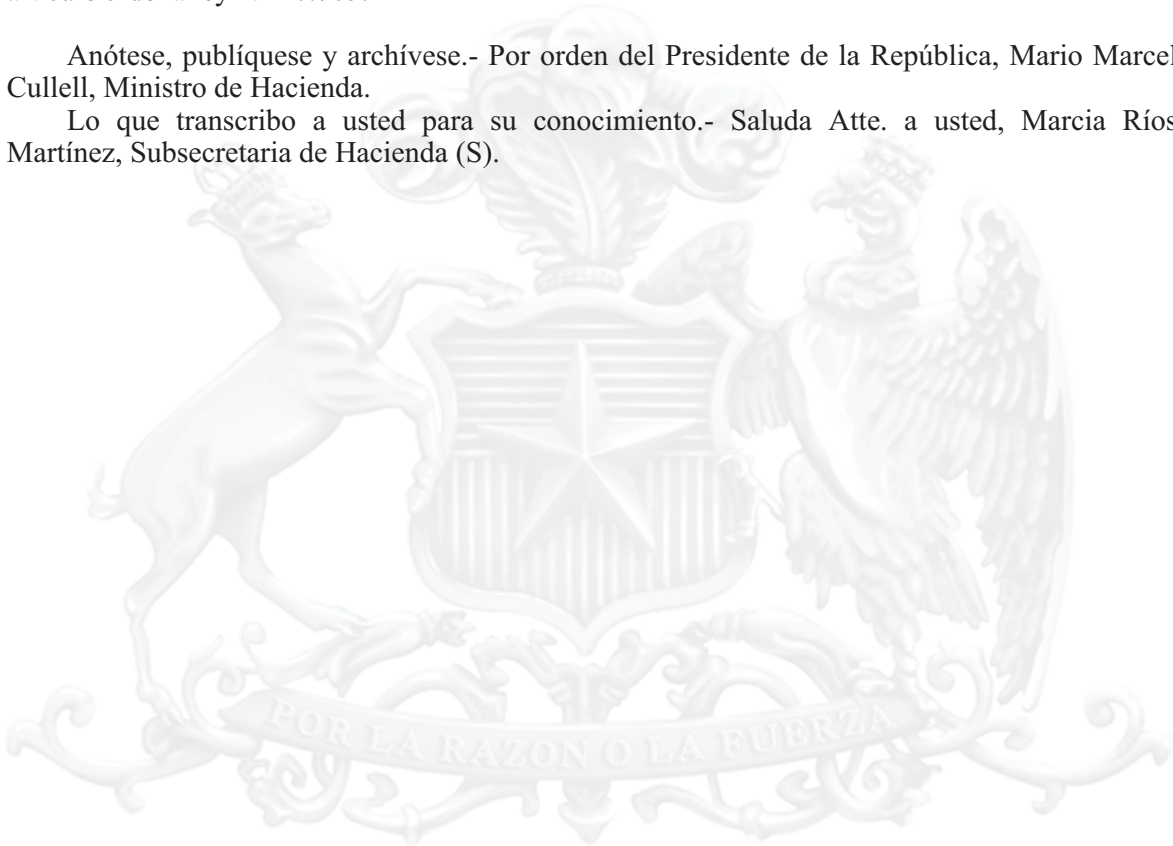 Anótese, publíquese y archívese.- Por orden del Presidente de la República, Mario Marcel
Cullell, Ministro de Hacienda.
Lo que transcribo a usted para su conocimiento.- Saluda Atte. a usted, Marcia Ríos
Martínez, Subsecretaria de Hacienda (S).
POR LA RAZON O LA FUERZA